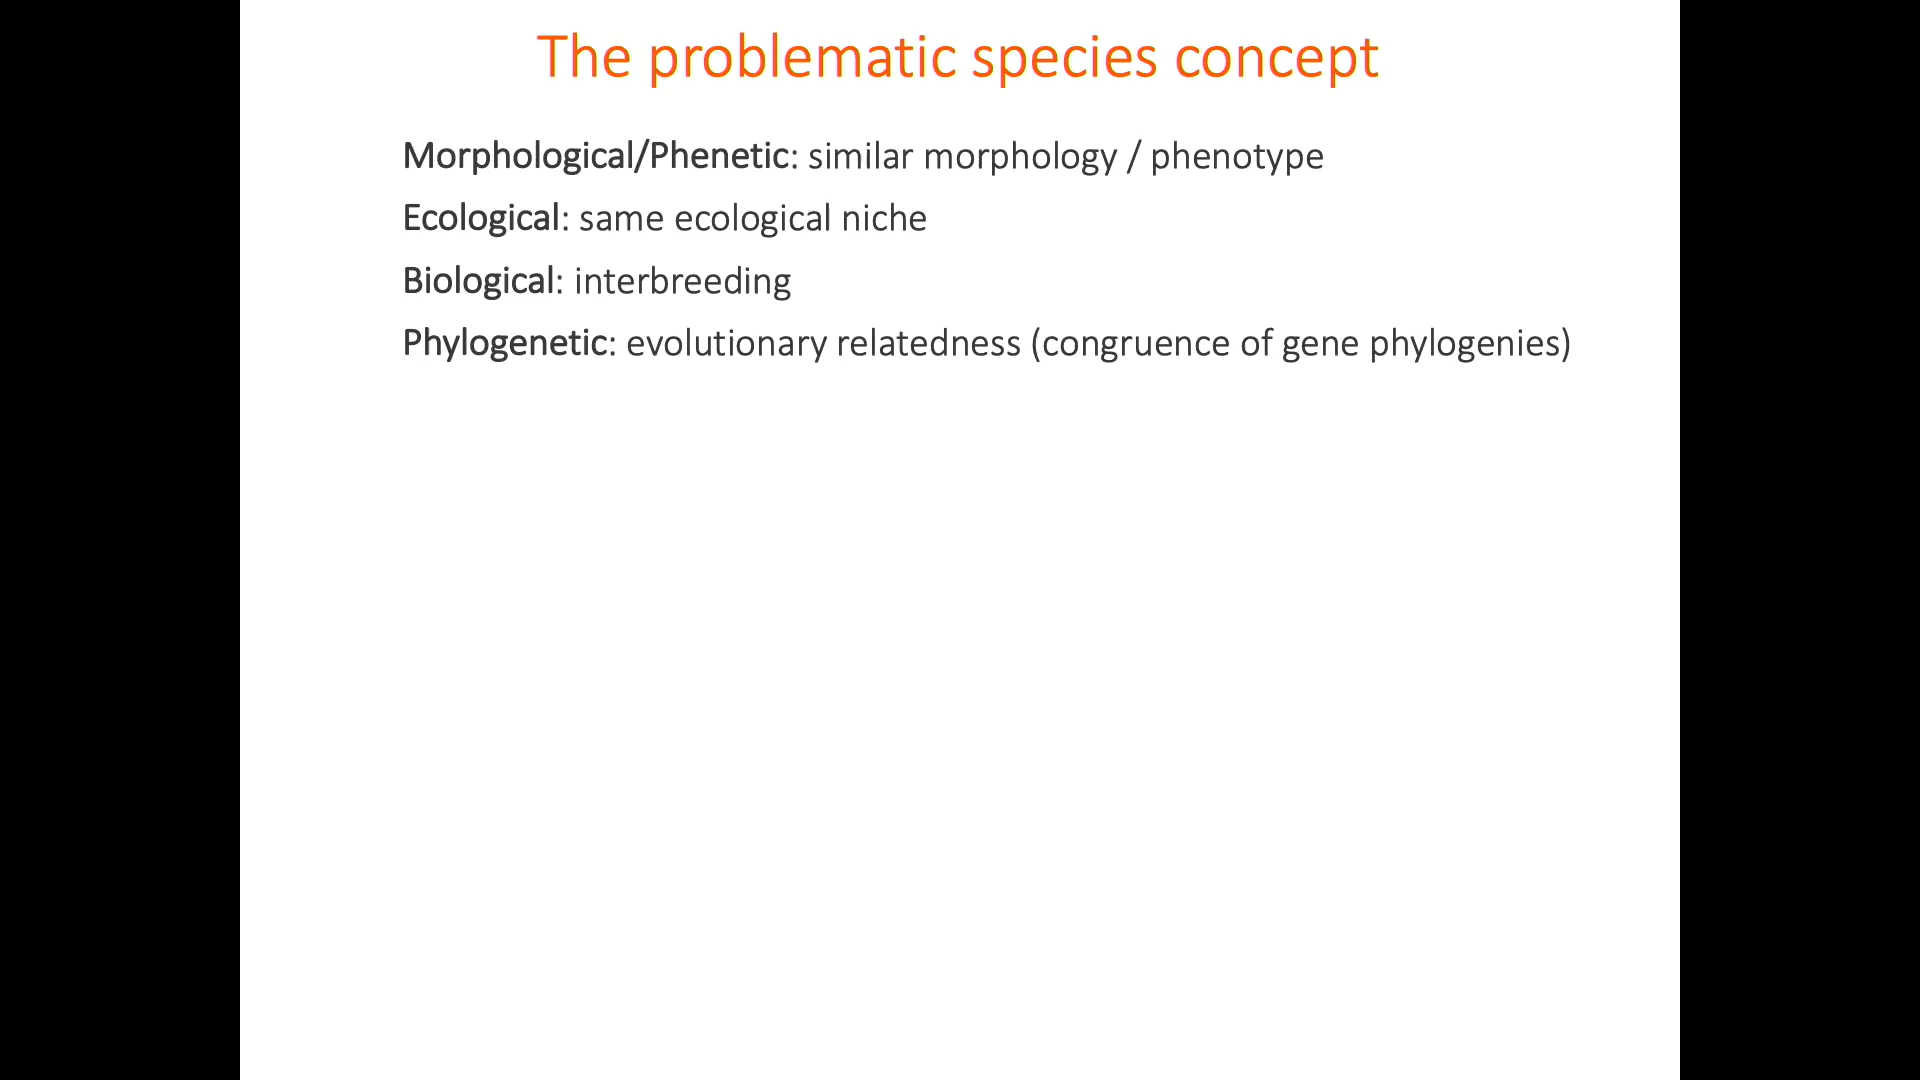 The problematic species concept
Morphological/Phenetic: similar morphology / phenotype
Ecological: same ecological niche
Biological: interbreeding
Phylogenetic: evolutionary relatedness (congruence of gene phylogenies)